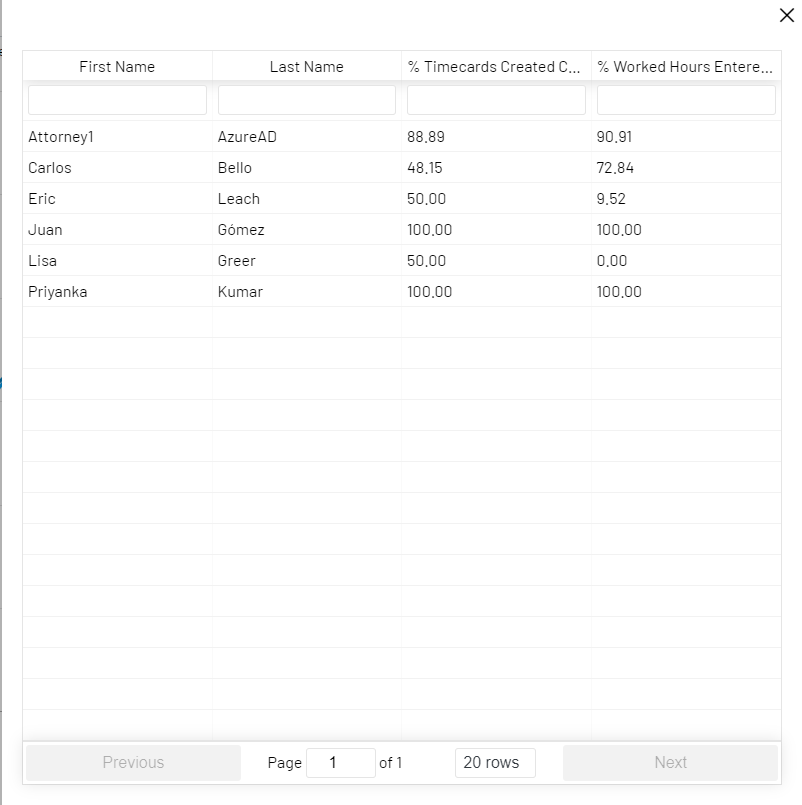 First Name Last Name % Timecards Created C... % Worked Hours Entere...
Attorney1 AzureAD 88.89 90.91
Carlos Bello 48.15 72.84
Eric Leach 50.00 9.52
Juan Gómez 100.00 100.00
Lisa Greer 50.00 0.00
Priyanka Kumar 100.00 100.00
Previous Page 1 of 1 20 rows Next